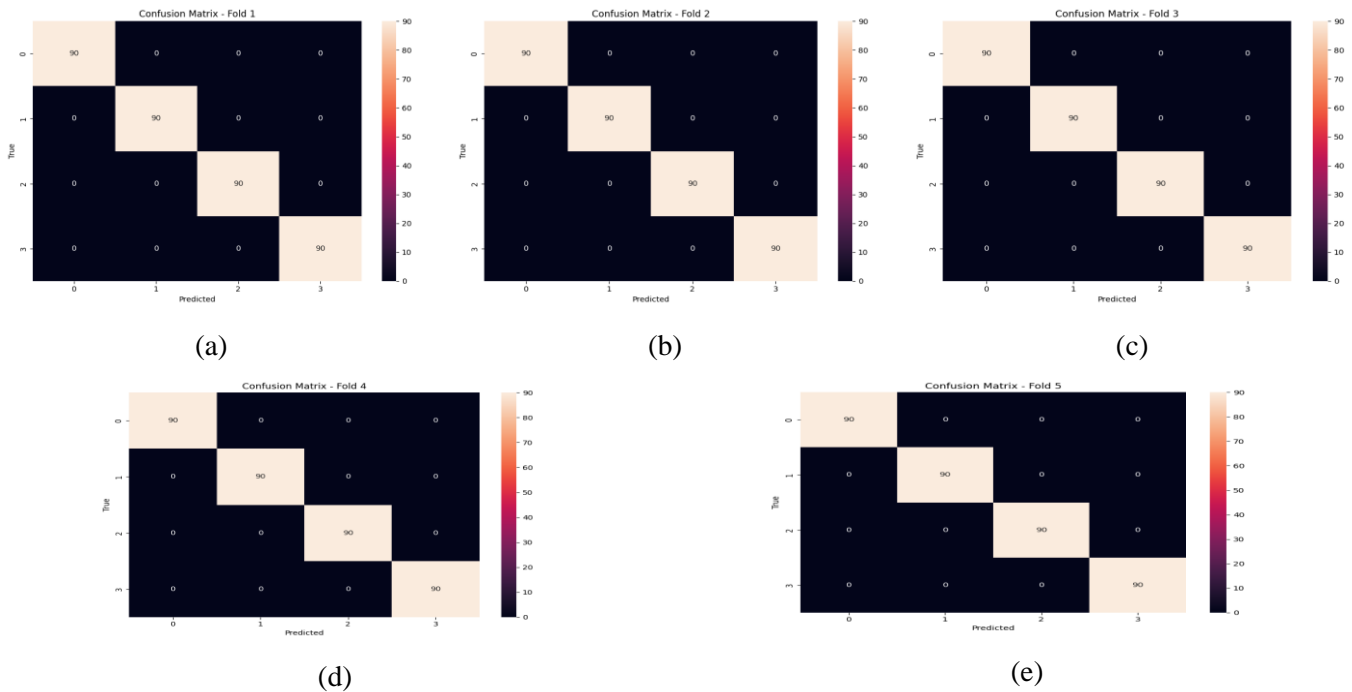 Confusion Matrix - Fold 1
90 0 0 0
0 90 0 0
0 0 90 0
0 0 0 90
0 1 2 3
True
0 1 2 3
Predicted
90
80
70
60
50
40
30
20
10
0
(a)
Confusion Matrix - Fold 2
90 0 0 0
0 90 0 0
0 0 90 0
0 0 0 90
0 1 2 3
True
0 1 2 3
Predicted
90
80
70
60
50
40
30
20
10
0
(b)
Confusion Matrix - Fold 3
90 0 0 0
0 90 0 0
0 0 90 0
0 0 0 90
0 1 2 3
True
0 1 2 3
Predicted
90
80
70
60
50
40
30
20
10
0
(c)
Confusion Matrix - Fold 4
90 0 0 0
0 90 0 0
0 0 90 0
0 0 0 90
0 1 2 3
True
0 1 2 3
Predicted
90
80
70
60
50
40
30
20
10
0
(d)
Confusion Matrix - Fold 5
90 0 0 0
0 90 0 0
0 0 90 0
0 0 0 90
0 1 2 3
True
0 1 2 3
Predicted
90
80
70
60
50
40
30
20
10
0
(e)